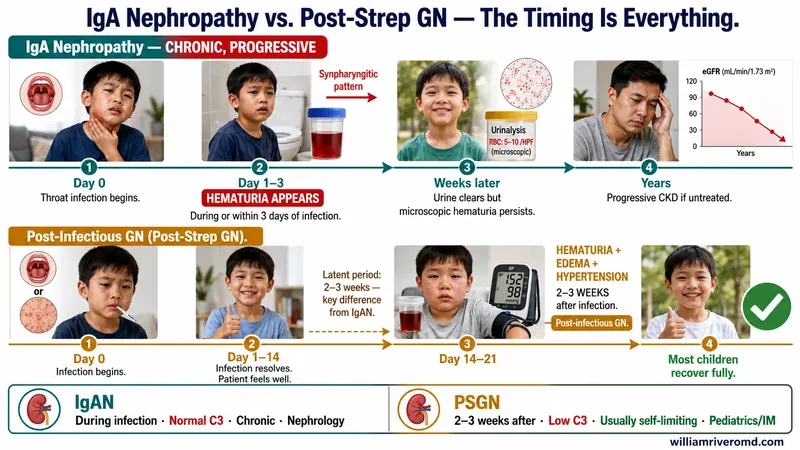 IgA Nephropathy vs. Post-Strep GN — The Timing Is Everything.
IgA Nephropathy — CHRONIC, PROGRESSIVE
Synpharyngitic
pattern
Urinalysis
RBC: 5–10 /HPF
(microscopic)
eGFR (mL/min/1.73 m²)
120
90
60
30
0
Years
1
Day 0
Throat infection begins.
2
Day 1–3
HEMATURIA APPEARS
During or within 3 days of infection.
3
Weeks later
Urine clears but
microscopic hematuria persists.
4
Years
Progressive CKD if untreated.
Post-Infectious GN (Post-Strep GN).
or
Latent period:
2–3 weeks —
key difference
from IgAN.
152
98
HEMATURIA +
EDEMA +
HYPERTENSION
2–3 WEEKS
after infection.
Post-infectious GN.
1
Day 0
Infection begins.
2
Day 1–14
Infection resolves.
Patient feels well.
3
Day 14–21
4
Most children
recover fully.
IgAN
During infection · Normal C3 · Chronic · Nephrology
PSGN
2–3 weeks after · Low C3 · Usually self-limiting · Pediatrics/IM
williamriveromd.com